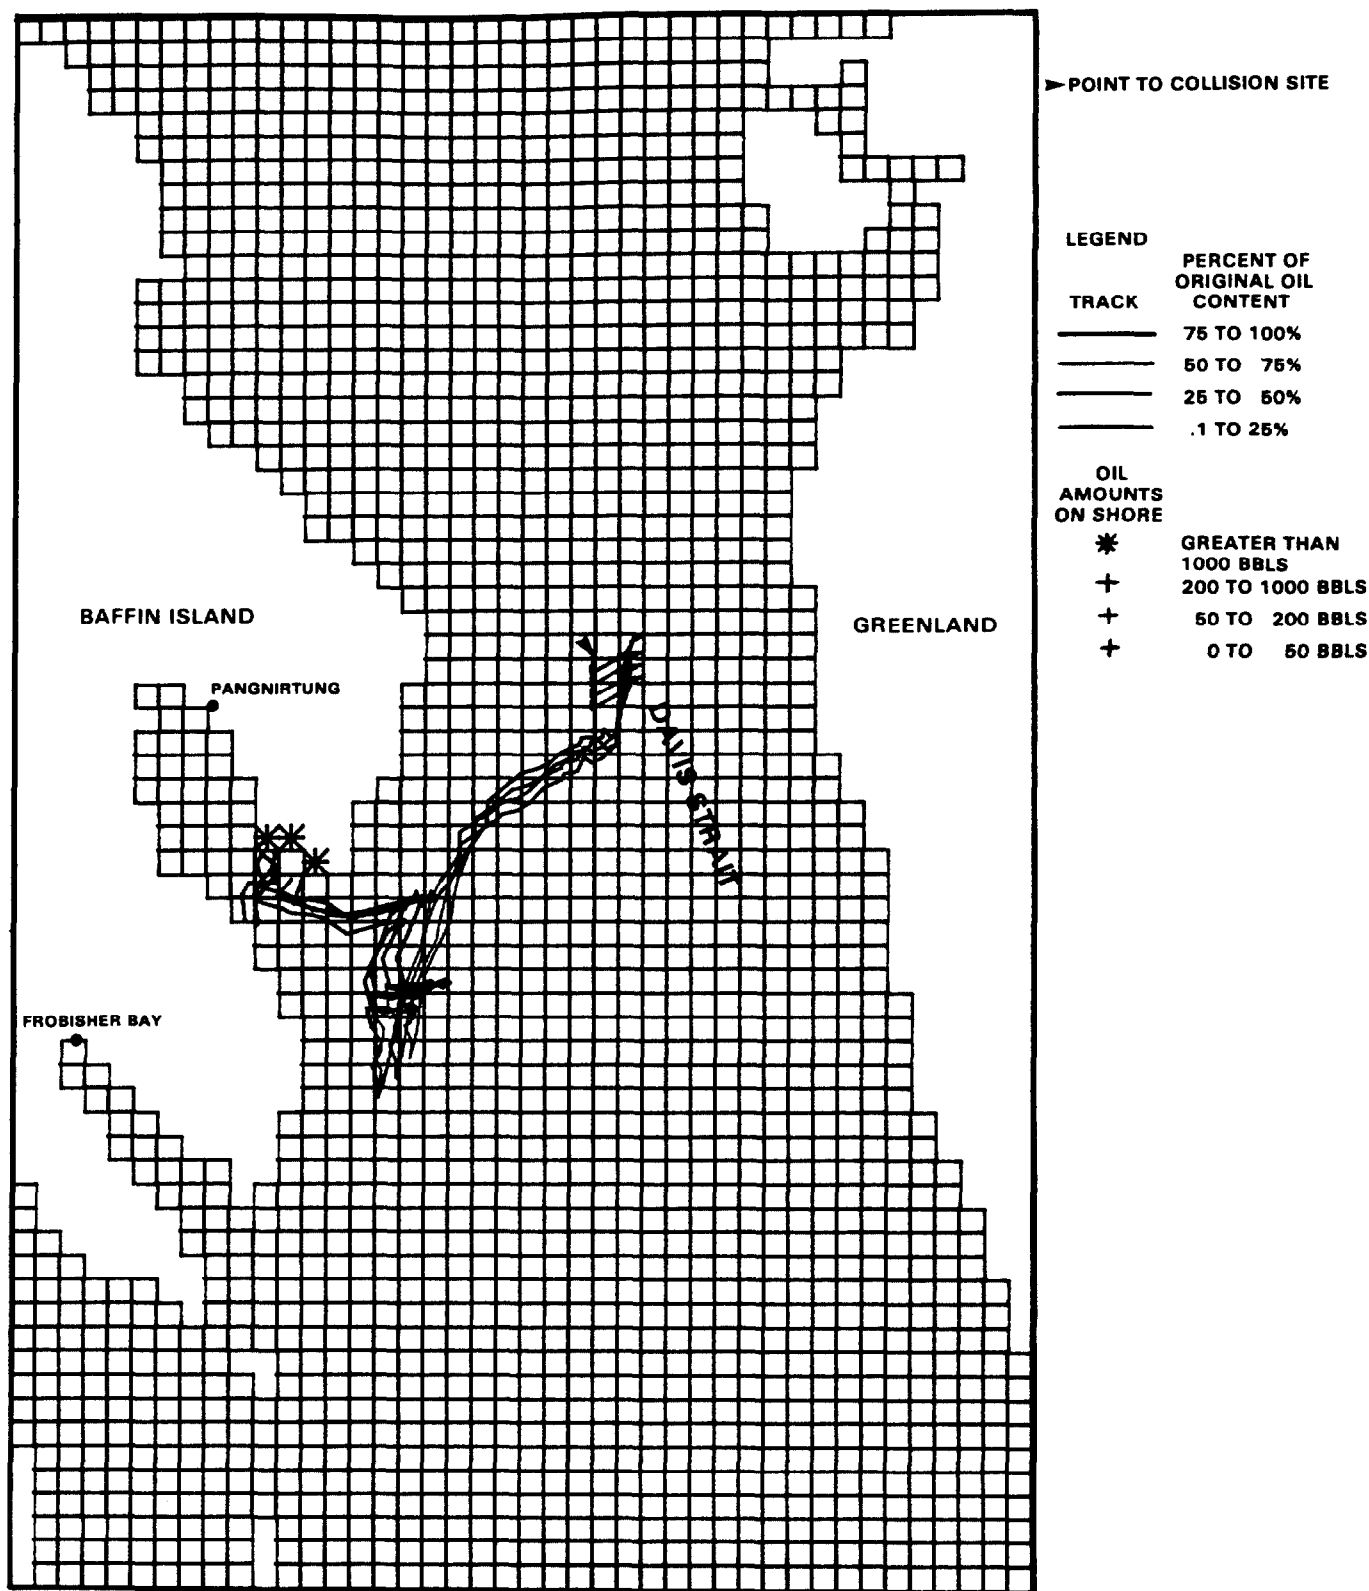 POINT TO COLLISION SITE
LEGEND
PERCENT OF
ORIGINAL OIL
TRACK CONTENT
75 TO 100%
50 TO 75%
25 TO 50%
.1 TO 25%
OIL
AMOUNTS
ON SHORE
GREATER THAN
1000 BBLS
200 TO 1000 BBLS
50 TO 200 BBLS
0 TO 50 BBLS
BAFFIN ISLAND
GREENLAND
PANGNIRTUNG
DAVIS STRAIT
FROBISHER BAY